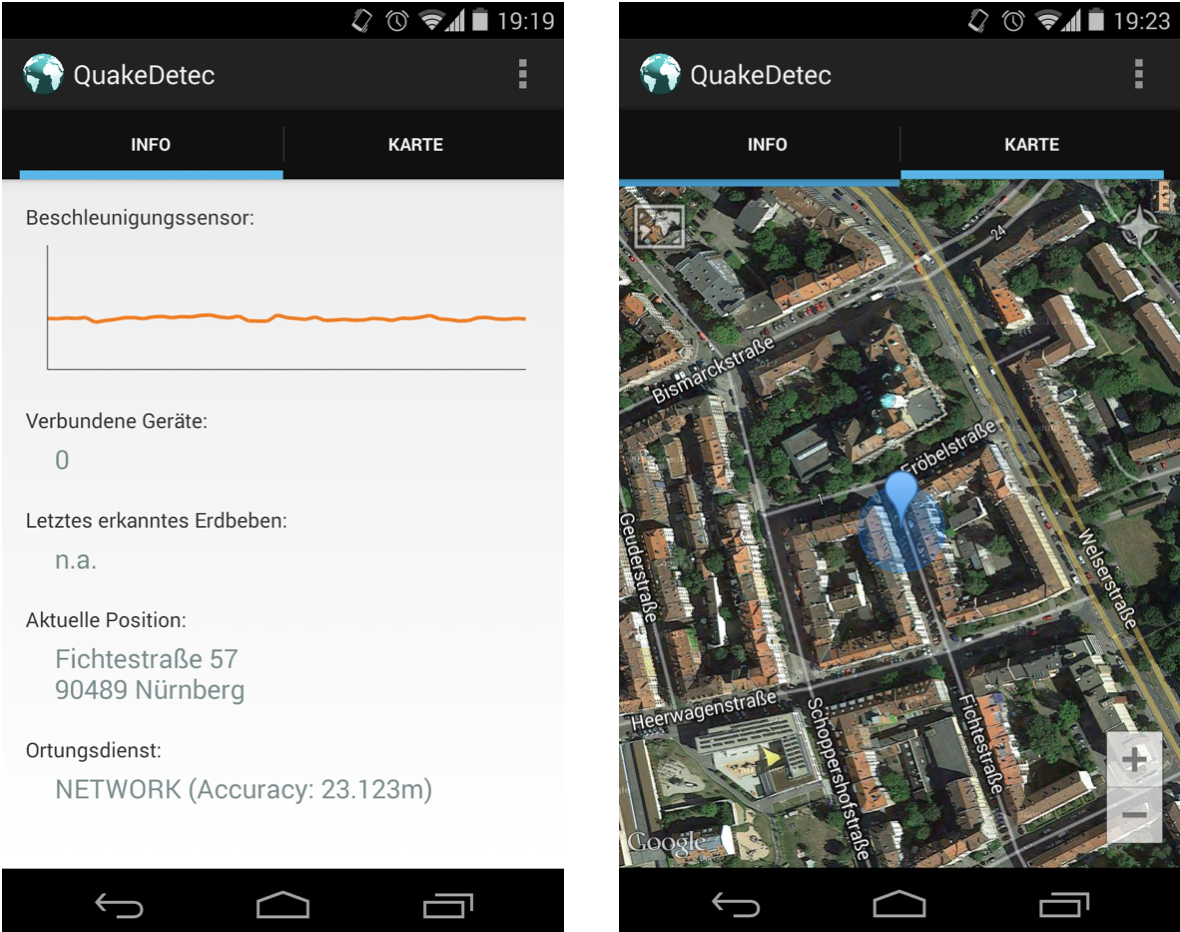 19:19
QuakeDetec
INFO
KARTE
Beschleunigungssensor:
Verbundene Geräte:
0
Letztes erkanntes Erdbeben:
n.a.
Aktuelle Position:
Fichtestraße 57
90489 Nürnberg
Ortungsdienst:
NETWORK (Accuracy: 23.123m)
19:23
QuakeDetec
INFO
KARTE
24
Bismarckstraße
Fröbelstraße
Geuderstraße
Welserstraße
Heerwagenstraße
Schoppershofstraße
Fichtestraße
+
−
Google